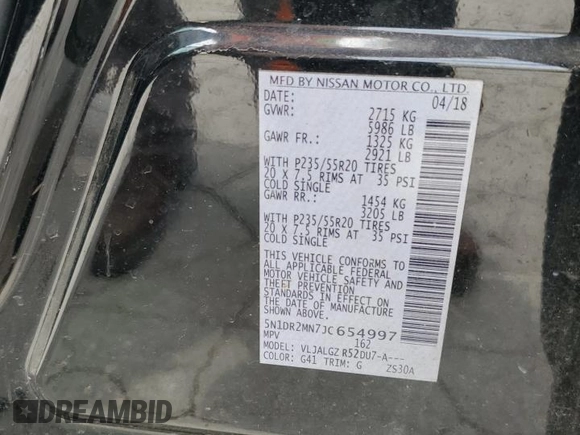 MFD BY NISSAN MOTOR CO., LTD.
DATE: 04/18
GVWR: 2715 KG
5986 LB
GAWR FR.: 1325 KG
2921 LB
WITH P235/55R20 TIRES
20 X 7.5 RIMS AT 35 PSI
COLD SINGLE
GAWR RR.: 1454 KG
3205 LB
WITH P235/55R20 TIRES
20 X 7.5 RIMS AT 35 PSI
COLD SINGLE
THIS VEHICLE CONFORMS TO
ALL APPLICABLE FEDERAL
MOTOR VEHICLE SAFETY AND
THEFT PREVENTION
STANDARDS IN EFFECT ON
THE DATE OF MANUFACTURE
SHOWN ABOVE.
5N1DR2MN7JC654997
MPV 162
MODEL: VLJALGZ R52DU7-A---
COLOR: G41 TRIM: G ZS30A
DREAMBID